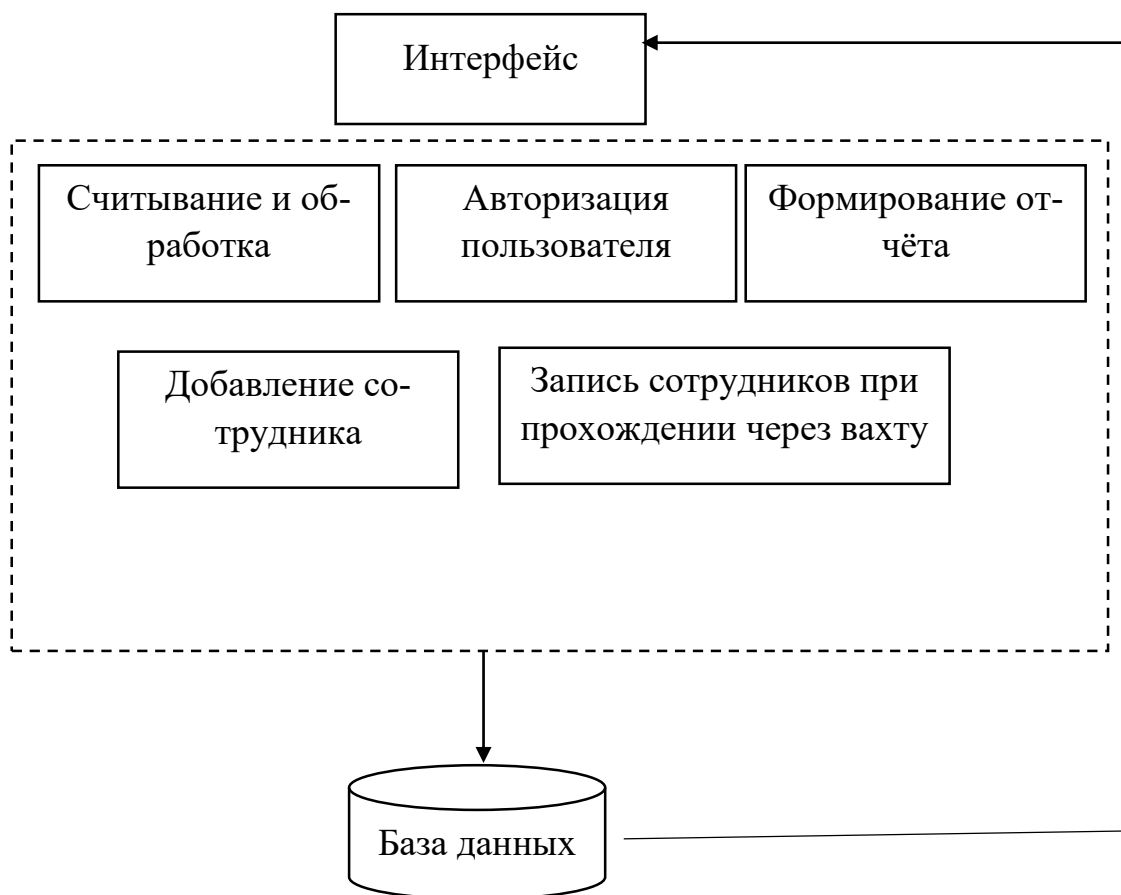 Интерфейс
Считывание и об-
работка
Авторизация
пользователя
Формирование от-
чёта
Добавление со-
трудника
Запись сотрудников при
прохождении через вахту
База данных